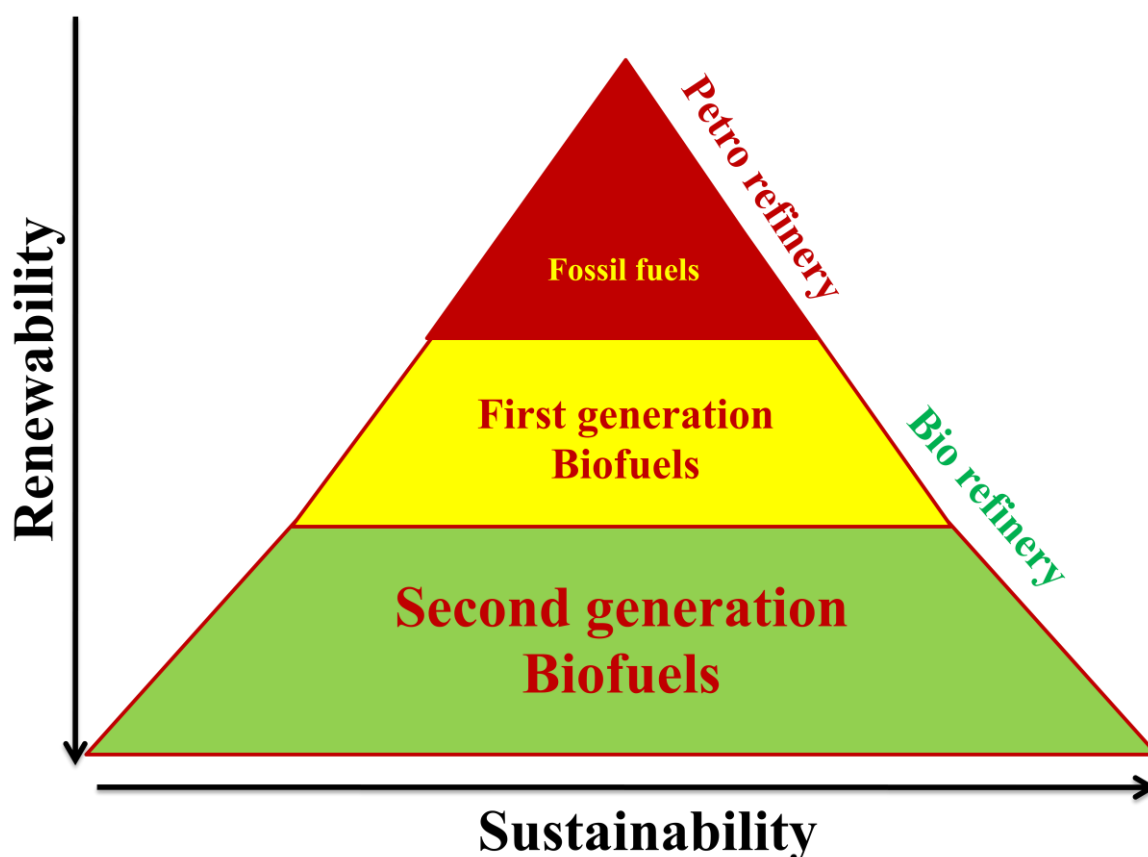 Petro refinery
Renewability
Fossil fuels
First generation
Biofuels
Bio refinery
Second generation
Biofuels
Sustainability